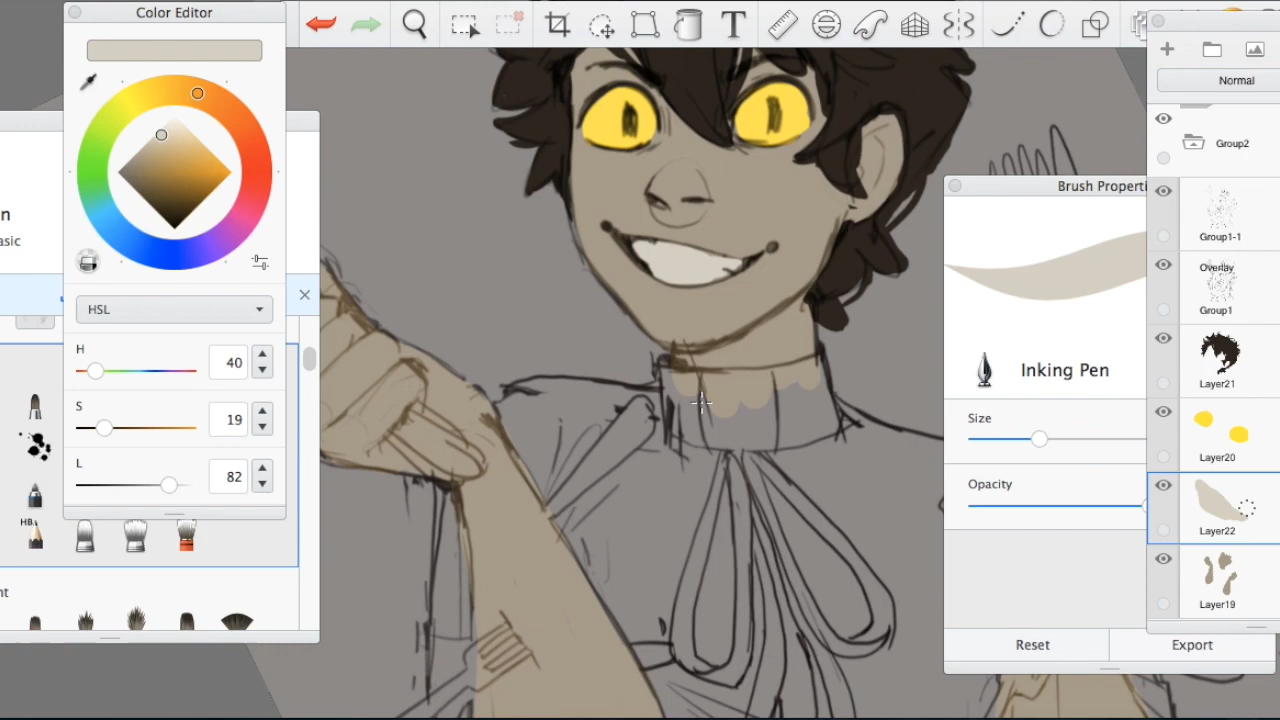 Color Editor
n
asic
HSL
H
40
S
19
L
82
HB
nt
T
Normal
Group2
Group1-1
Overlay
Group1
Layer21
Layer20
Layer22
Layer19
Brush Properti
Inking Pen
Size
Opacity
Reset
Export